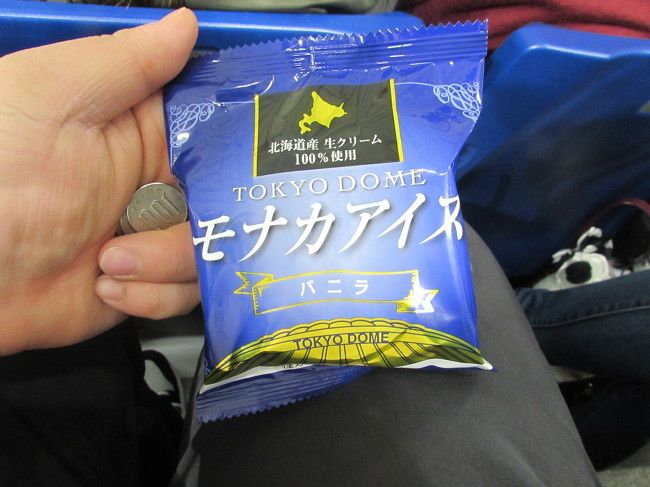 北海道産 生クリーム
100%使用
TOKYO DOME
モナカアイス
バニラ
TOKYO DOME
100